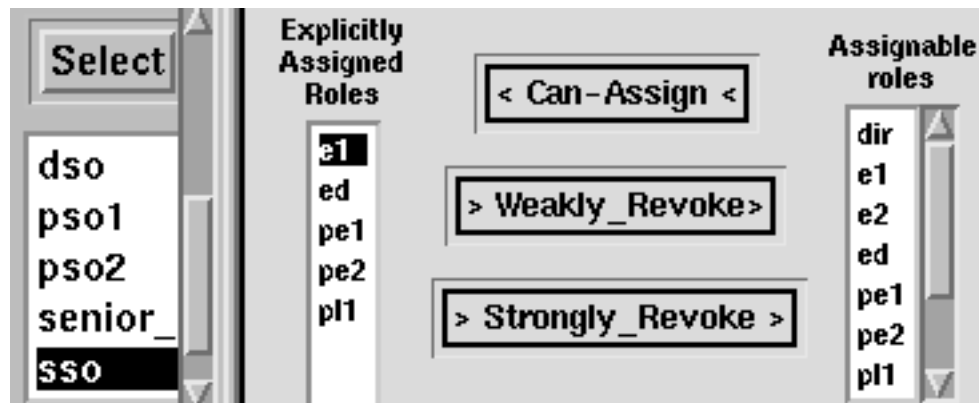 Select
dso
pso1
pso2
senior_
sso
Explicitly
Assigned
Roles
e1
ed
pe1
pe2
pl1
< Can-Assign <
> Weakly_Revoke>
> Strongly_Revoke >
Assignable
roles
dir
e1
e2
ed
pe1
pe2
pl1